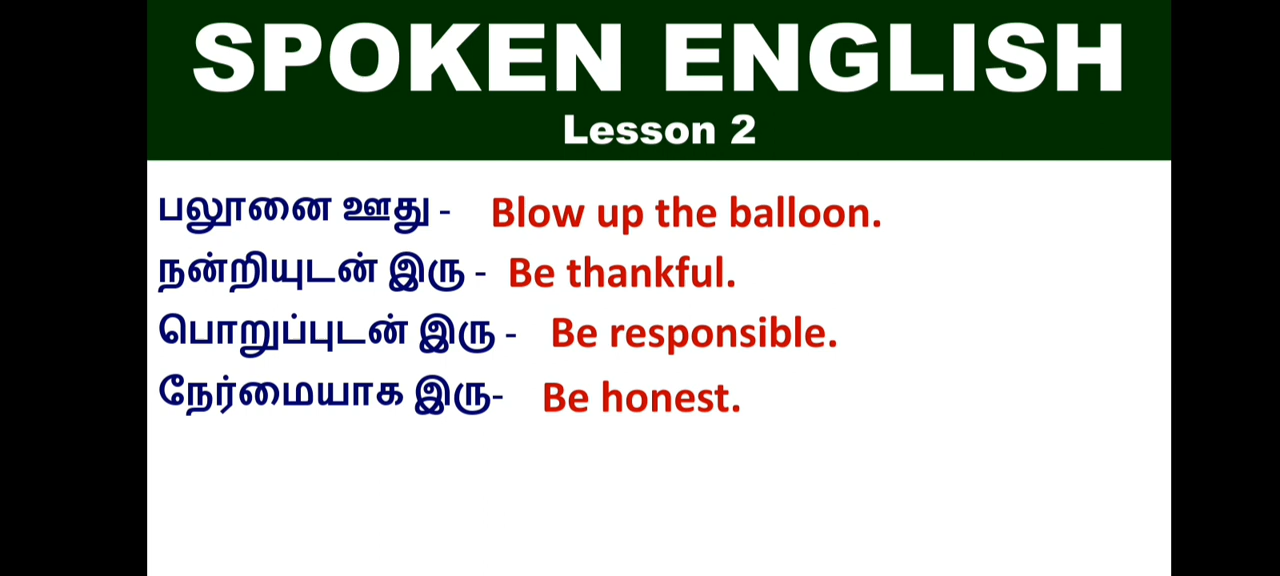 SPOKEN ENGLISH
Lesson 2
பலூனை ஊது - Blow up the balloon.
நன்றியுடன் இரு - Be thankful.
பொறுப்புடன் இரு - Be responsible.
நேர்மையாக இரு- Be honest.